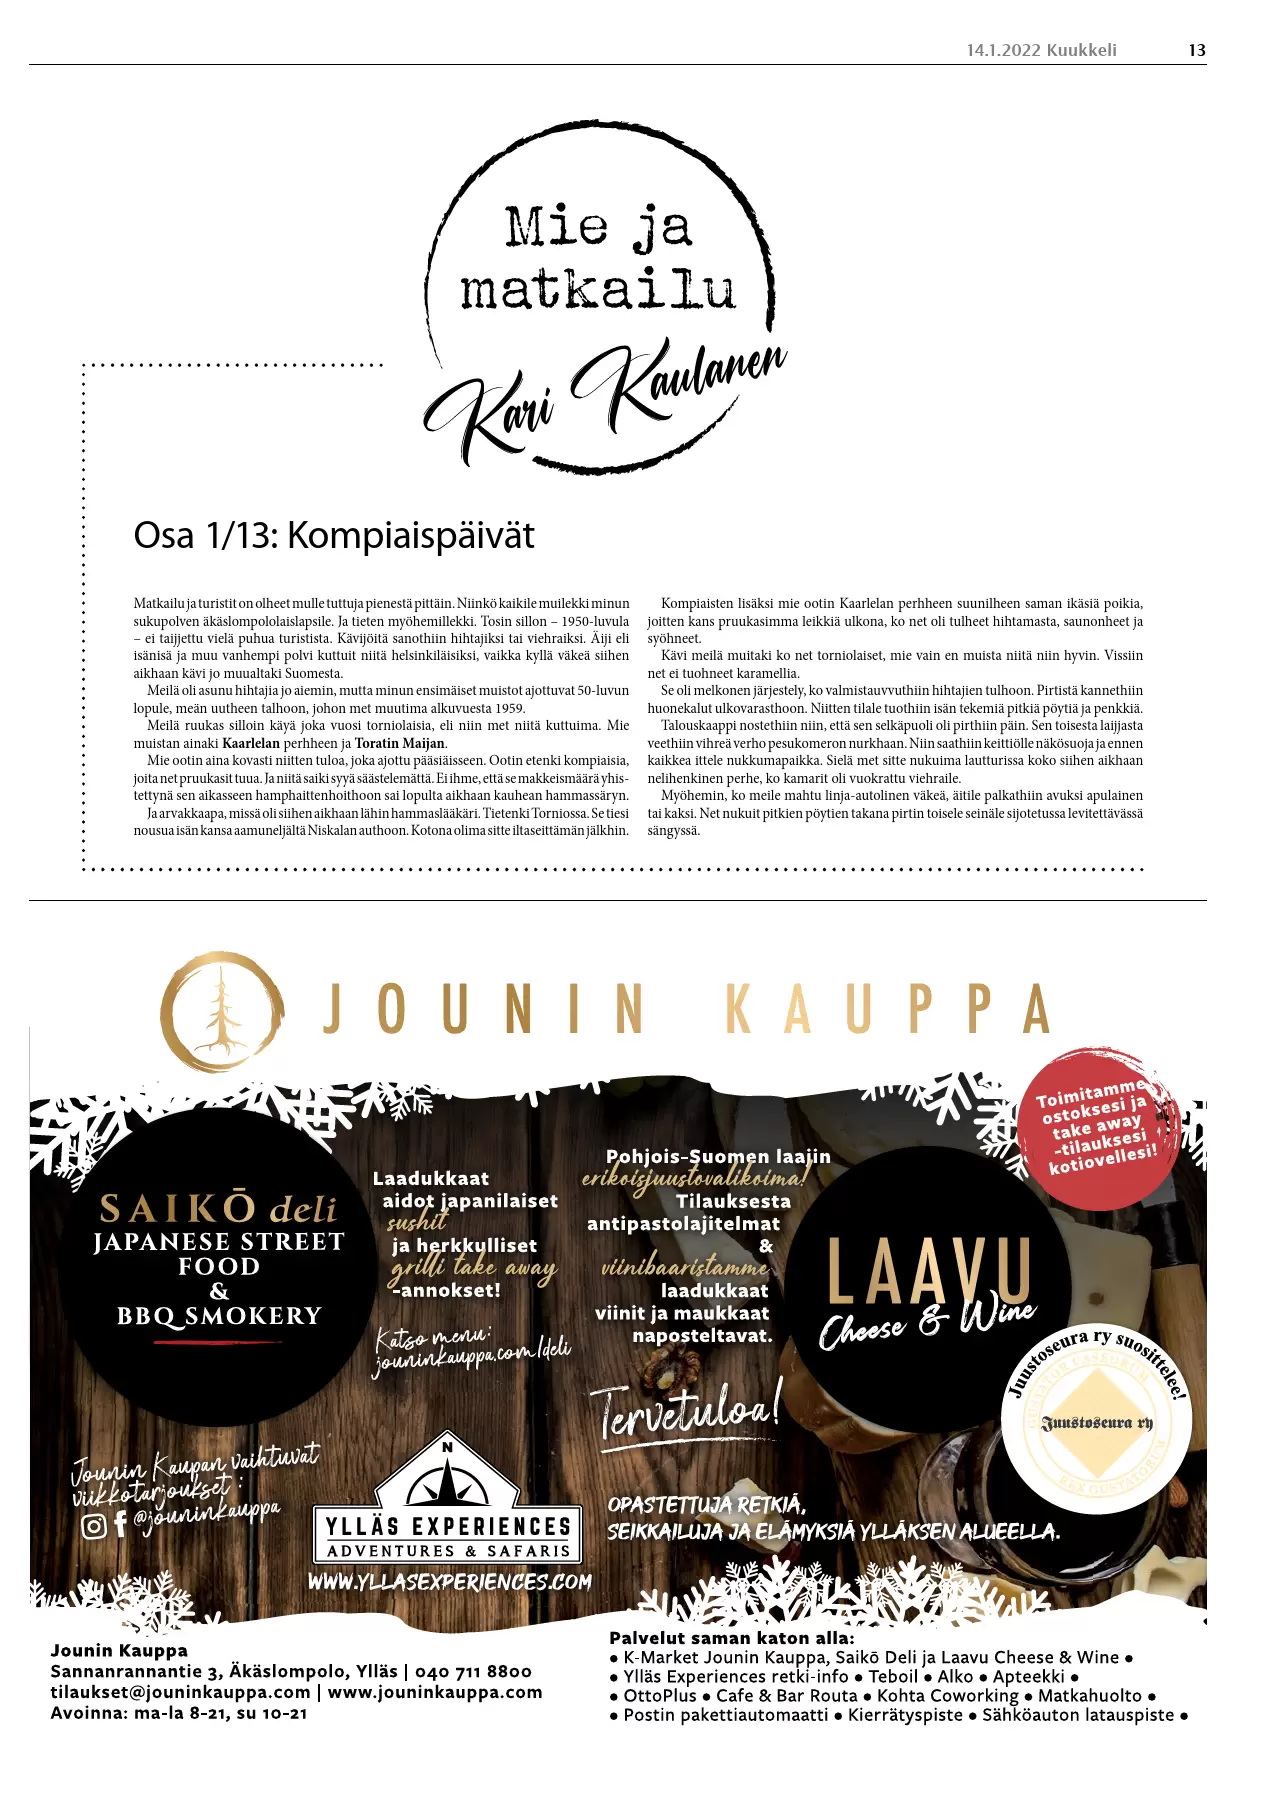 14.1.2022 Kuukkeli 13
Mie ja
matkailu
Kari Kaulanen
Osa 1/13: Kompiaispäivät
Matkailu ja turistit on olheet mulle tuttuja pienestä pittäin. Niinkö kaikile muilekki minun
sukupolven äkäslompololaislapsile. Ja tieten myöhemillekki. Tosin sillon – 1950-luvula
– ei taijjettu vielä puhua turistista. Kävijöitä sanothiin hihtajiksi tai viehraiksi. Äiji eli
isänisä ja muu vanhempi polvi kuttuit niitä helsinkiläisiksi, vaikka kyllä väkeä siihen
aikhaan kävi jo muualtaki Suomesta.
Meilä oli asunu hihtajia jo aiemin, mutta minun ensimäiset muistot ajottuvat 50-luvun
lopule, meän uutheen talhoon, johon met muutima alkuvuesta 1959.
Meilä ruukas silloin käyä joka vuosi torniolaisia, eli niin met niitä kuttuima. Mie
muistan ainaki Kaarlelan perhheen ja Toratin Maijan.
Mie ootin aina kovasti niitten tuloa, joka ajottu pääsiäisseen. Ootin etenki kompiaisia,
joita net pruukasit tuua. Ja niitä saiki syyä säästelemättä. Ei ihme, että se makkeismäärä yhis-
tettynä sen aikasseen hamphaittenhoithoon sai lopulta aikhaan kauhean hammassäryn.
Ja arvakkaapa, missä oli siihen aikhaan lähin hammaslääkäri. Tietenki Torniossa. Se tiesi
nousua isän kansa aamuneljältä Niskalan authoon. Kotona olima sitte iltaseittämän jälkhin.
Kompiaisten lisäksi mie ootin Kaarlelan perhheen suunilheen saman ikäsiä poikia,
joitten kans pruukasimma leikkiä ulkona, ko net oli tulheet hihtamasta, saunonheet ja
syöhneet.
Kävi meilä muitaki ko net torniolaiset, mie vain en muista niitä niin hyvin. Vissiin
net ei tuohneet karamellia.
Se oli melkonen järjestely, ko valmistauvvuthiin hihtajien tulhoon. Pirtistä kannethiin
huonekalut ulkovarasthoon. Niitten tilale tuothiin isän tekemiä pitkiä pöytiä ja penkkiä.
Talouskaappi nostethiin niin, että sen selkäpuoli oli pirthiin päin. Sen toisesta laijjasta
veethiin vihreä verho pesukomeron nurkhaan. Niin saathiin keittiölle näkösuoja ja ennen
kaikkea ittele nukkumapaikka. Sielä met sitte nukuima lautturissa koko siihen aikhaan
nelihenkinen perhe, ko kamarit oli vuokrattu viehraile.
Myöhemin, ko meile mahtu linja-autolinen väkeä, äitile palkathiin avuksi apulainen
tai kaksi. Net nukuit pitkien pöytien takana pirtin toisele seinäle sijotetussa levitettävässä
sängyssä.
JOUNIN KAUPPA
Toimitamme
ostoksesi ja
take away
-tilauksesi
kotiovellesi!
SAIKŌ deli
JAPANESE STREET
FOOD
&
BBQ SMOKERY
Laadukkaat
aidot japanilaiset
sushit
ja herkkulliset
grilli take away
-annokset!
Katso menu:
jouninkauppa.com/deli
Pohjois-Suomen laajin
erikoisjuustovalikoima!
Tilauksesta
antipastolajitelmat
&
viinibaaristamme
laadukkaat
viinit ja maukkaat
naposteltavat.
Tervetuloa!
LAAVU
Cheese & Wine
Juustoseura ry suosittelee!
GUSTATOR CASEORUM
Juustoseura ry
REX GUSTATORUM
Jounin Kaupan vaihtuvat
viikkotarjoukset:
@jouninkauppa
N
YLLÄS EXPERIENCES
ADVENTURES & SAFARIS
WWW.YLLASEXPERIENCES.COM
OPASTETTUJA RETKIÄ,
SEIKKAILUJA JA ELÄMYKSIÄ YLLÄKSEN ALUEELLA.
Jounin Kauppa
Sannanrannantie 3, Äkäslompolo, Ylläs | 040 711 8800
tilaukset@jouninkauppa.com | www.jouninkauppa.com
Avoinna: ma-la 8-21, su 10-21
Palvelut saman katon alla:
● K-Market Jounin Kauppa, Saikō Deli ja Laavu Cheese & Wine ●
● Ylläs Experiences retki-info ● Teboil ● Alko ● Apteekki ●
● OttoPlus ● Cafe & Bar Routa ● Kohta Coworking ● Matkahuolto ●
● Postin pakettiautomaatti ● Kierrätyspiste ● Sähköauton latauspiste ●